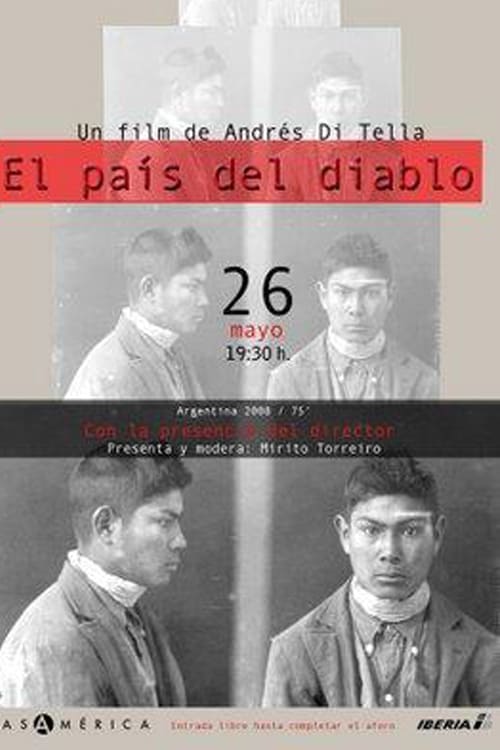 Un film de Andrés Di Tella
El país del diablo
26
mayo
19:30 h.
Argentina 2008 / 75'
Con la presencia del director
Presenta y modera: Mirito Torreiro
ASAMÉRICA
Entrada libre hasta completar el aforo
IBERIA